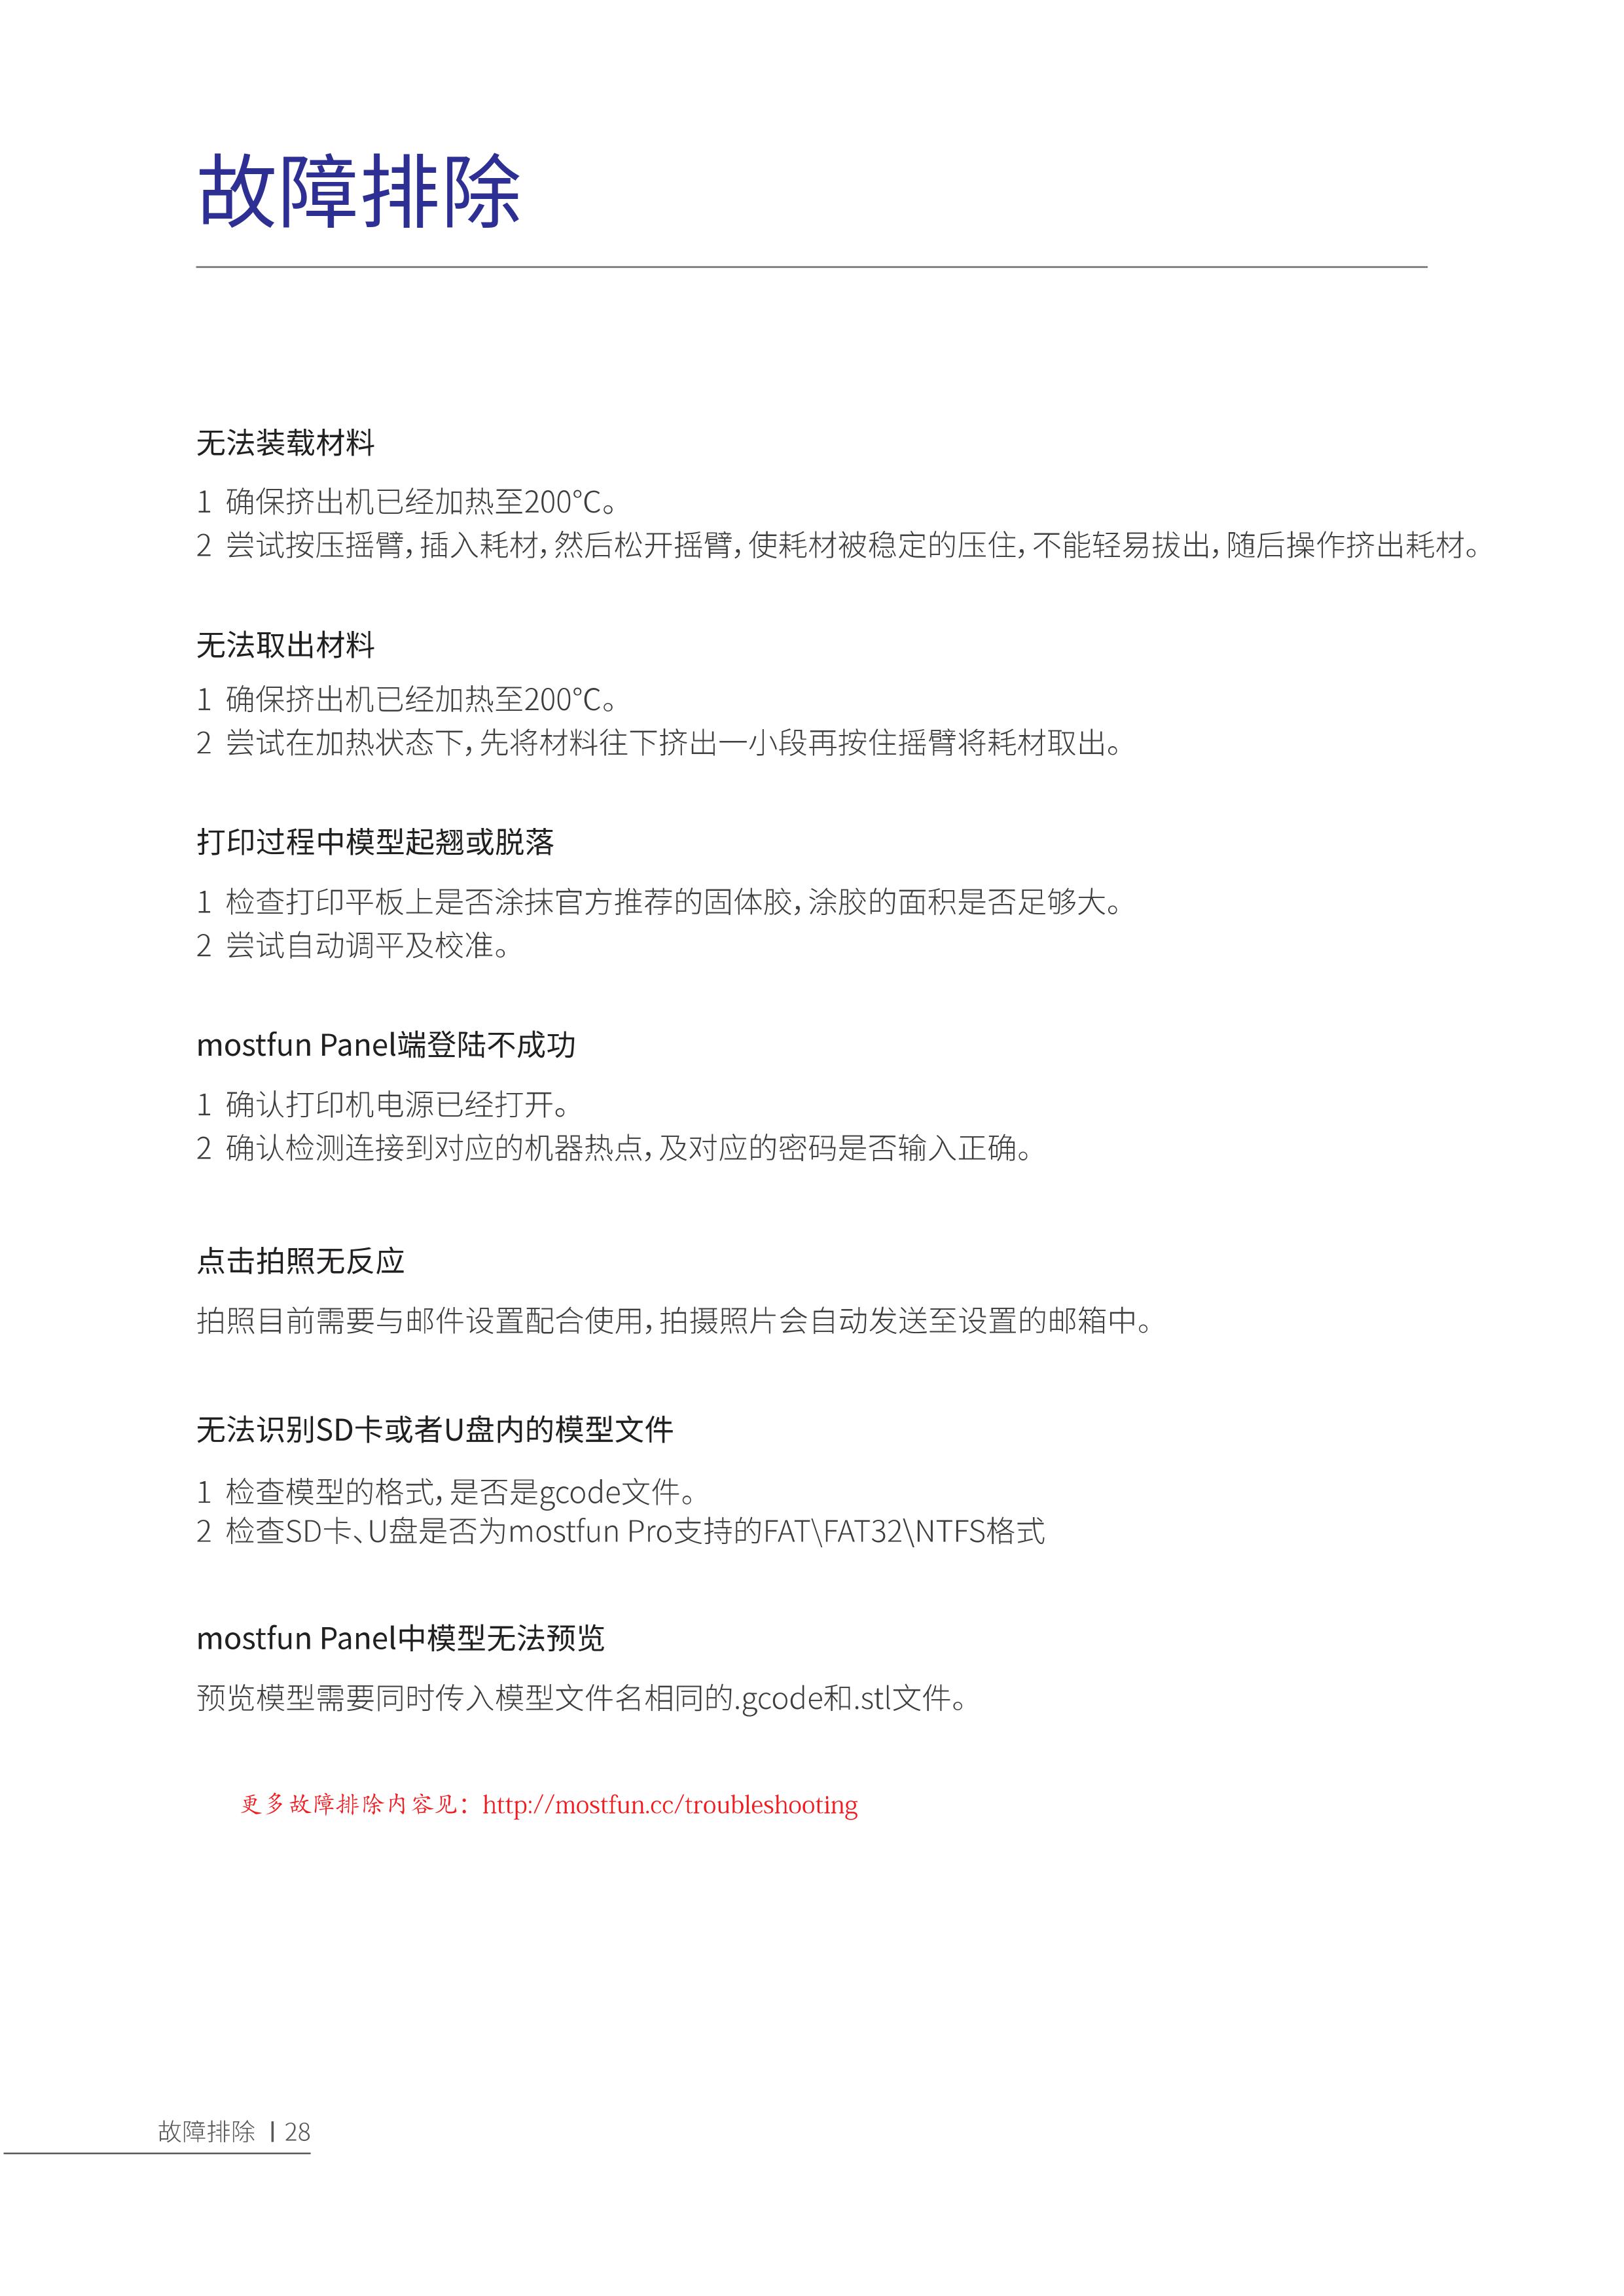 故障排除
无法装载材料
1 确保挤出机已经加热至200℃。
2 尝试按压摇臂，插入耗材，然后松开摇臂，使耗材被稳定的压住，不能轻易拔出，随后操作挤出耗材。
无法取出材料
1 确保挤出机已经加热至200℃。
2 尝试在加热状态下，先将材料往下挤出一小段再按住摇臂将耗材取出。
打印过程中模型起翘或脱落
1 检查打印平板上是否涂抹官方推荐的固体胶，涂胶的面积是否足够大。
2 尝试自动调平及校准。
mostfun Panel端登陆不成功
1 确认打印机电源已经打开。
2 确认检测连接到对应的机器热点，及对应的密码是否输入正确。
点击拍照无反应
拍照目前需要与邮件设置配合使用，拍摄照片会自动发送至设置的邮箱中。
无法识别SD卡或者U盘内的模型文件
1 检查模型的格式，是否是gcode文件。
2 检查SD卡、U盘是否为mostfun Pro支持的FAT\FAT32\NTFS格式
mostfun Panel中模型无法预览
预览模型需要同时传入模型文件名相同的.gcode和.stl文件。
更多故障排除内容见：http://mostfun.cc/troubleshooting
故障排除 | 28